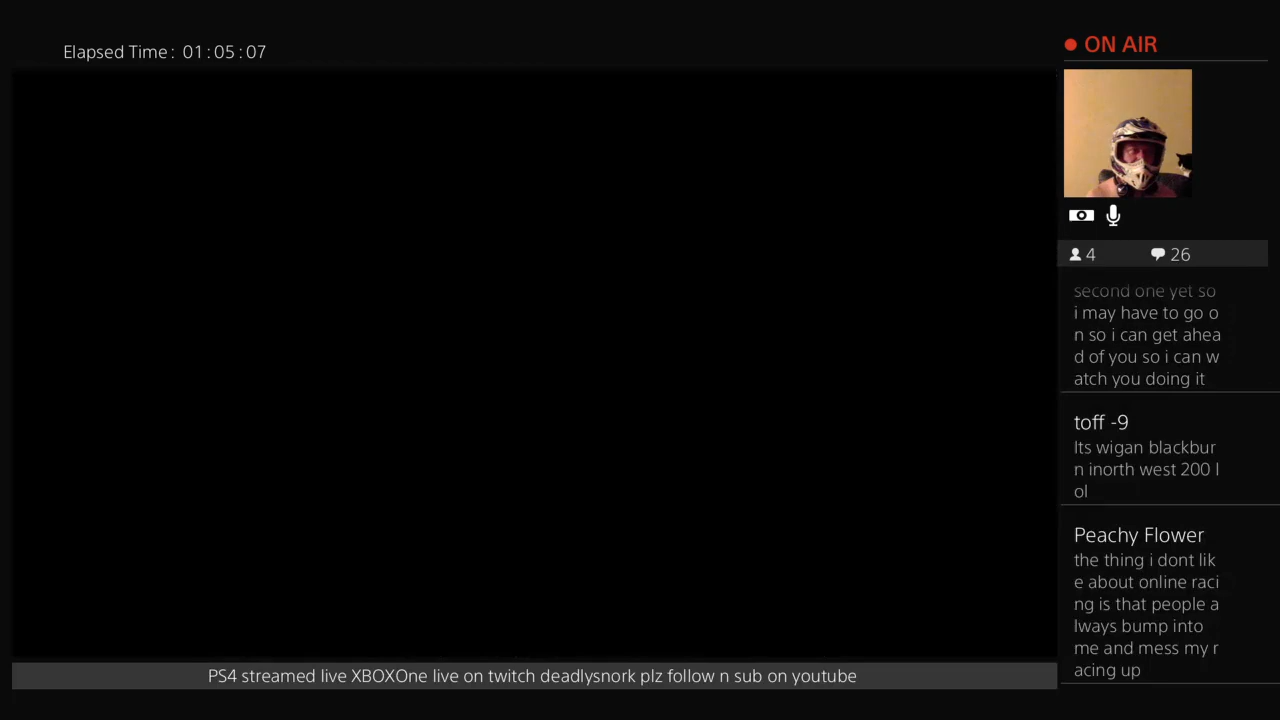 Elapsed Time: 01:05:07
ON AIR
4 26
second one yet so
i may have to go o
n so i can get ahea
d of you so i can w
atch you doing it
toff -9
Its wigan blackbur
n inorth west 200 l
ol
Peachy Flower
the thing i dont lik
e about online raci
ng is that people a
lways bump into
me and mess my r
acing up
PS4 streamed live XBOXOne live on twitch deadlysnork plz follow n sub on youtube